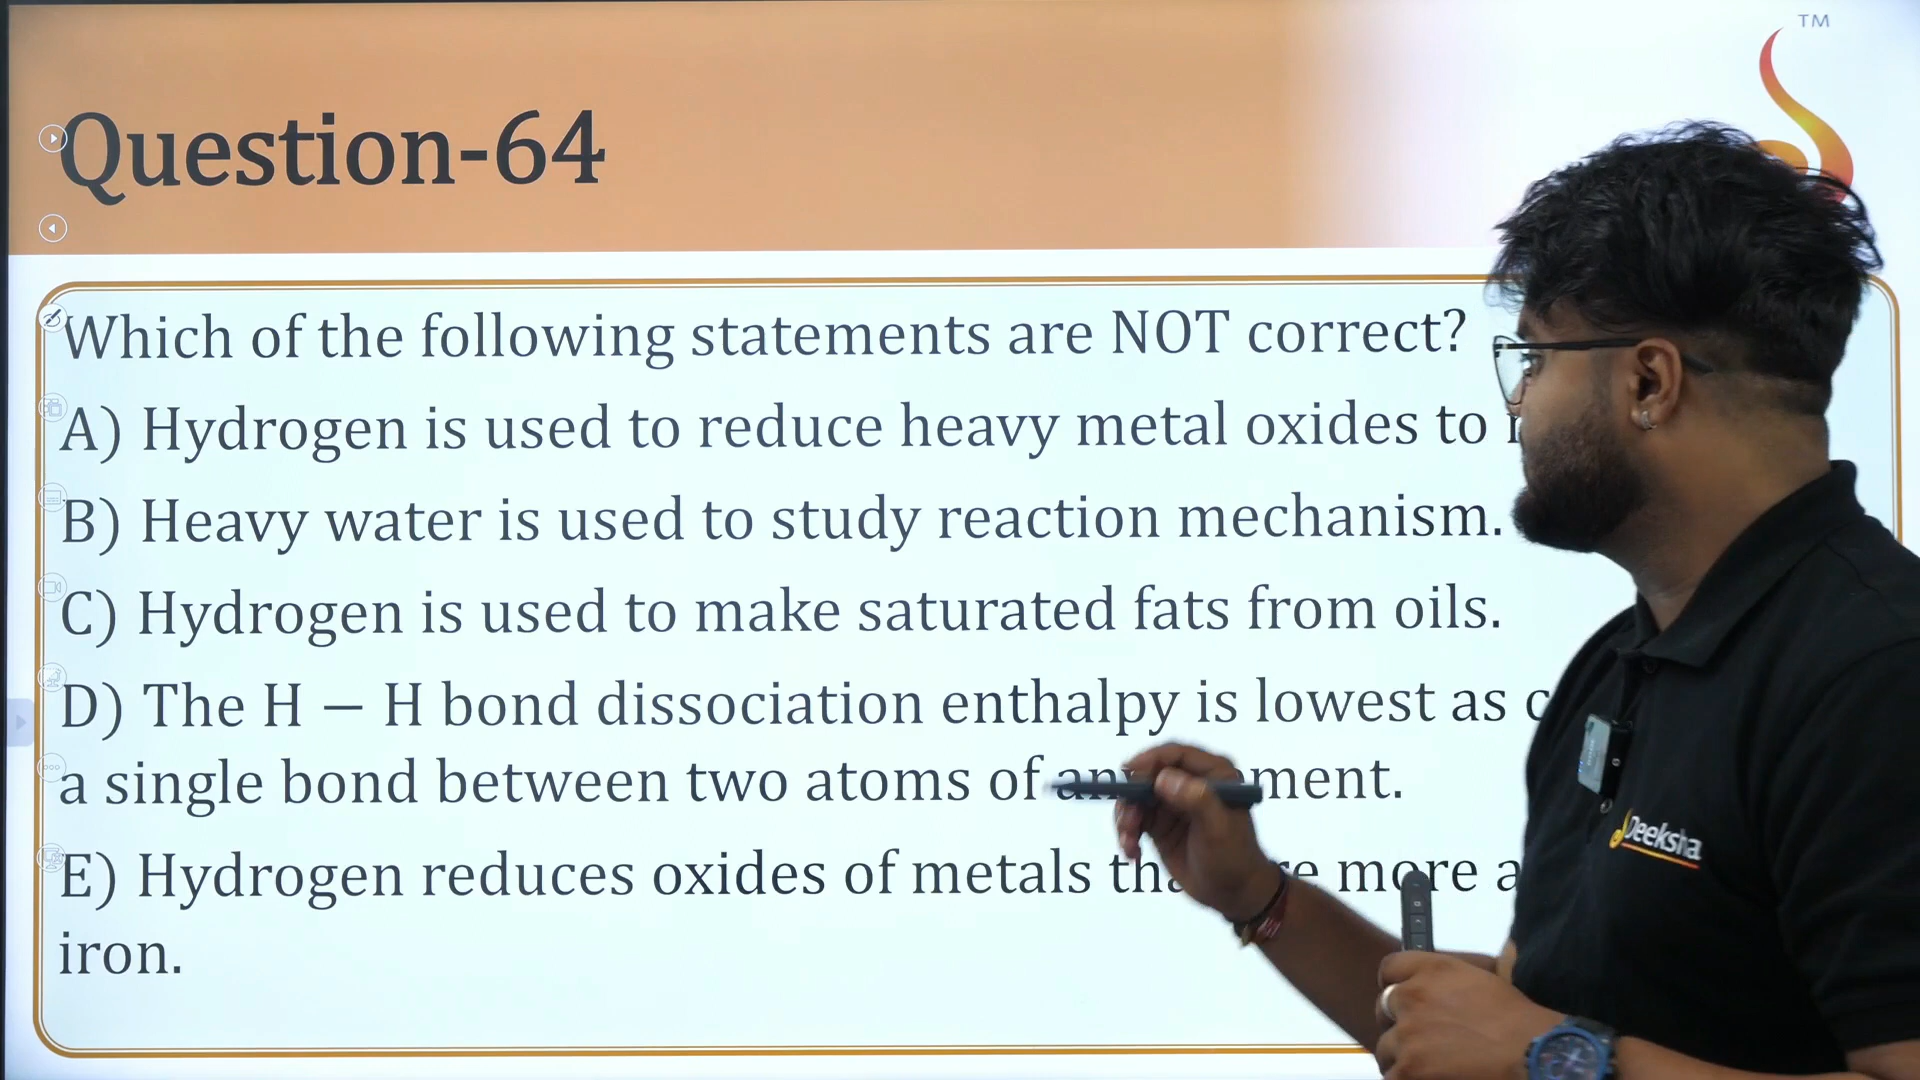 TM
Question-64
Which of the following statements are NOT correct?
A) Hydrogen is used to reduce heavy metal oxides to
B) Heavy water is used to study reaction mechanism.
C) Hydrogen is used to make saturated fats from oils.
D) The H – H bond dissociation enthalpy is lowest as
a single bond between two atoms of
E) Hydrogen reduces oxides of metals more
iron.
Deeksha